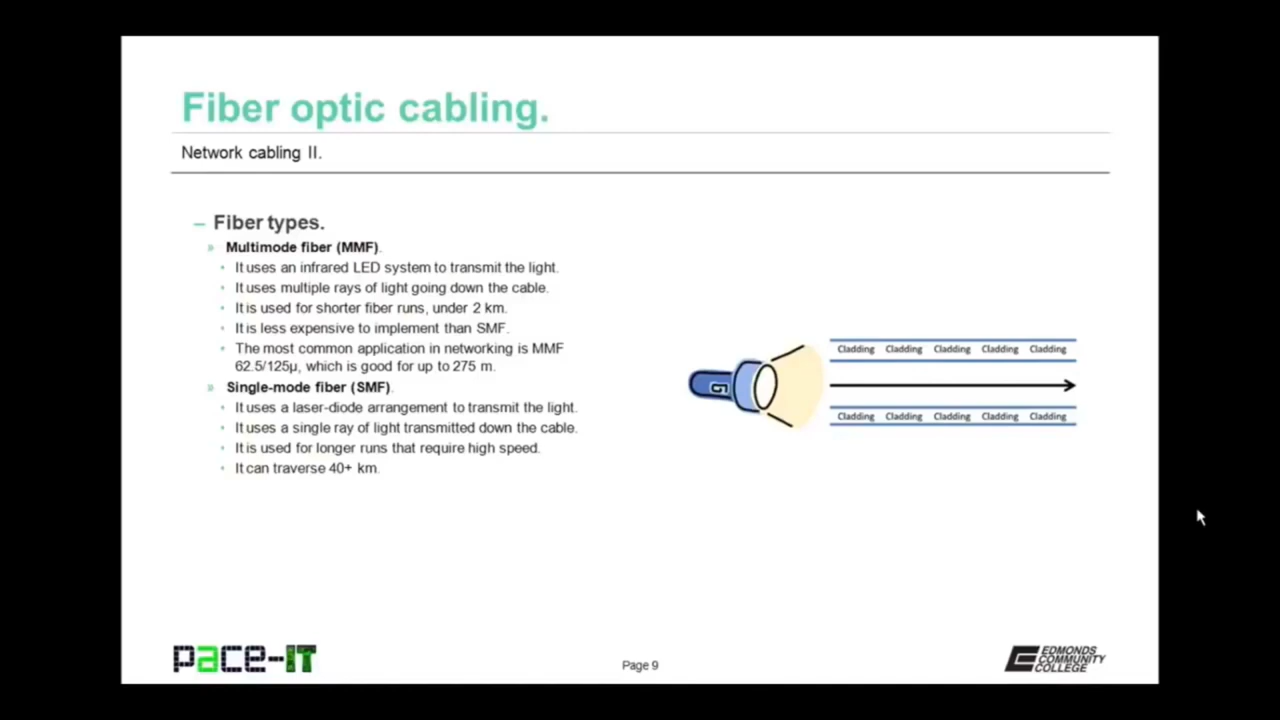 Fiber optic cabling.
Network cabling II.
– Fiber types.
» Multimode fiber (MMF).
• It uses an infrared LED system to transmit the light.
• It uses multiple rays of light going down the cable.
• It is used for shorter fiber runs, under 2 km.
• It is less expensive to implement than SMF.
• The most common application in networking is MMF
62.5/125µ, which is good for up to 275 m.
» Single-mode fiber (SMF).
• It uses a laser-diode arrangement to transmit the light.
• It uses a single ray of light transmitted down the cable.
• It is used for longer runs that require high speed.
• It can traverse 40+ km.
Cladding Cladding Cladding Cladding Cladding
Cladding Cladding Cladding Cladding Cladding
pace-IT
Page 9
EDMONDS
COMMUNITY
COLLEGE